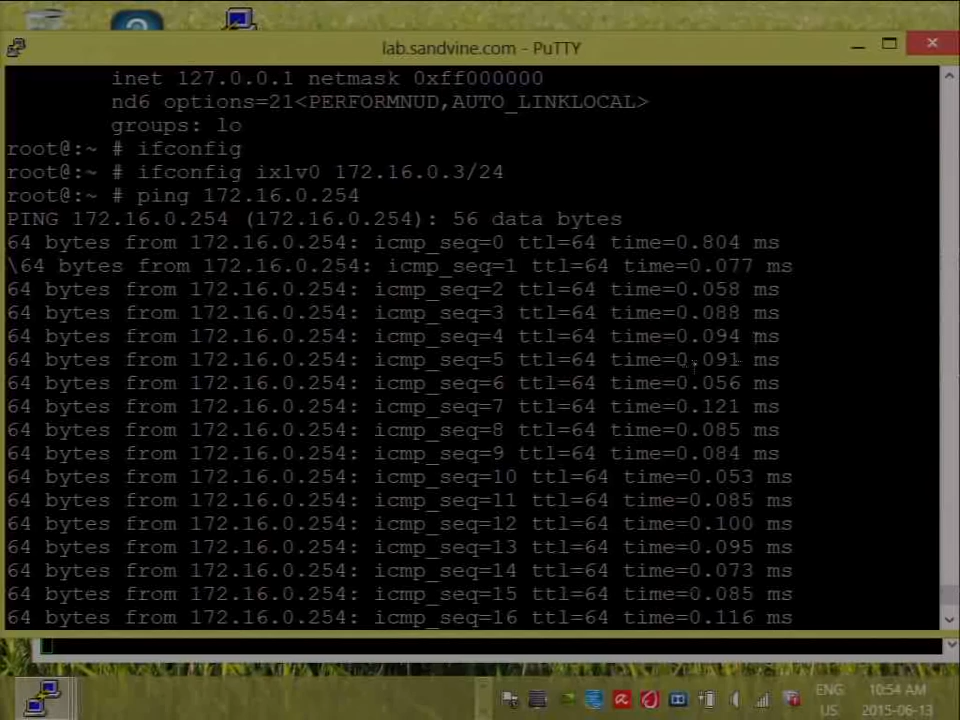 lab.sandvine.com - PuTTY
inet 127.0.0.1 netmask 0xff000000
nd6 options=21<PERFORMNUD,AUTO_LINKLOCAL>
groups: lo
root@:~ # ifconfig
root@:~ # ifconfig ixlv0 172.16.0.3/24
root@:~ # ping 172.16.0.254
PING 172.16.0.254 (172.16.0.254): 56 data bytes
64 bytes from 172.16.0.254: icmp_seq=0 ttl=64 time=0.804 ms
\64 bytes from 172.16.0.254: icmp_seq=1 ttl=64 time=0.077 ms
64 bytes from 172.16.0.254: icmp_seq=2 ttl=64 time=0.058 ms
64 bytes from 172.16.0.254: icmp_seq=3 ttl=64 time=0.088 ms
64 bytes from 172.16.0.254: icmp_seq=4 ttl=64 time=0.094 ms
64 bytes from 172.16.0.254: icmp_seq=5 ttl=64 time=0.091 ms
64 bytes from 172.16.0.254: icmp_seq=6 ttl=64 time=0.056 ms
64 bytes from 172.16.0.254: icmp_seq=7 ttl=64 time=0.121 ms
64 bytes from 172.16.0.254: icmp_seq=8 ttl=64 time=0.085 ms
64 bytes from 172.16.0.254: icmp_seq=9 ttl=64 time=0.084 ms
64 bytes from 172.16.0.254: icmp_seq=10 ttl=64 time=0.053 ms
64 bytes from 172.16.0.254: icmp_seq=11 ttl=64 time=0.085 ms
64 bytes from 172.16.0.254: icmp_seq=12 ttl=64 time=0.100 ms
64 bytes from 172.16.0.254: icmp_seq=13 ttl=64 time=0.095 ms
64 bytes from 172.16.0.254: icmp_seq=14 ttl=64 time=0.073 ms
64 bytes from 172.16.0.254: icmp_seq=15 ttl=64 time=0.085 ms
64 bytes from 172.16.0.254: icmp_seq=16 ttl=64 time=0.116 ms
ENG 10:54 AM
US 2015-06-13